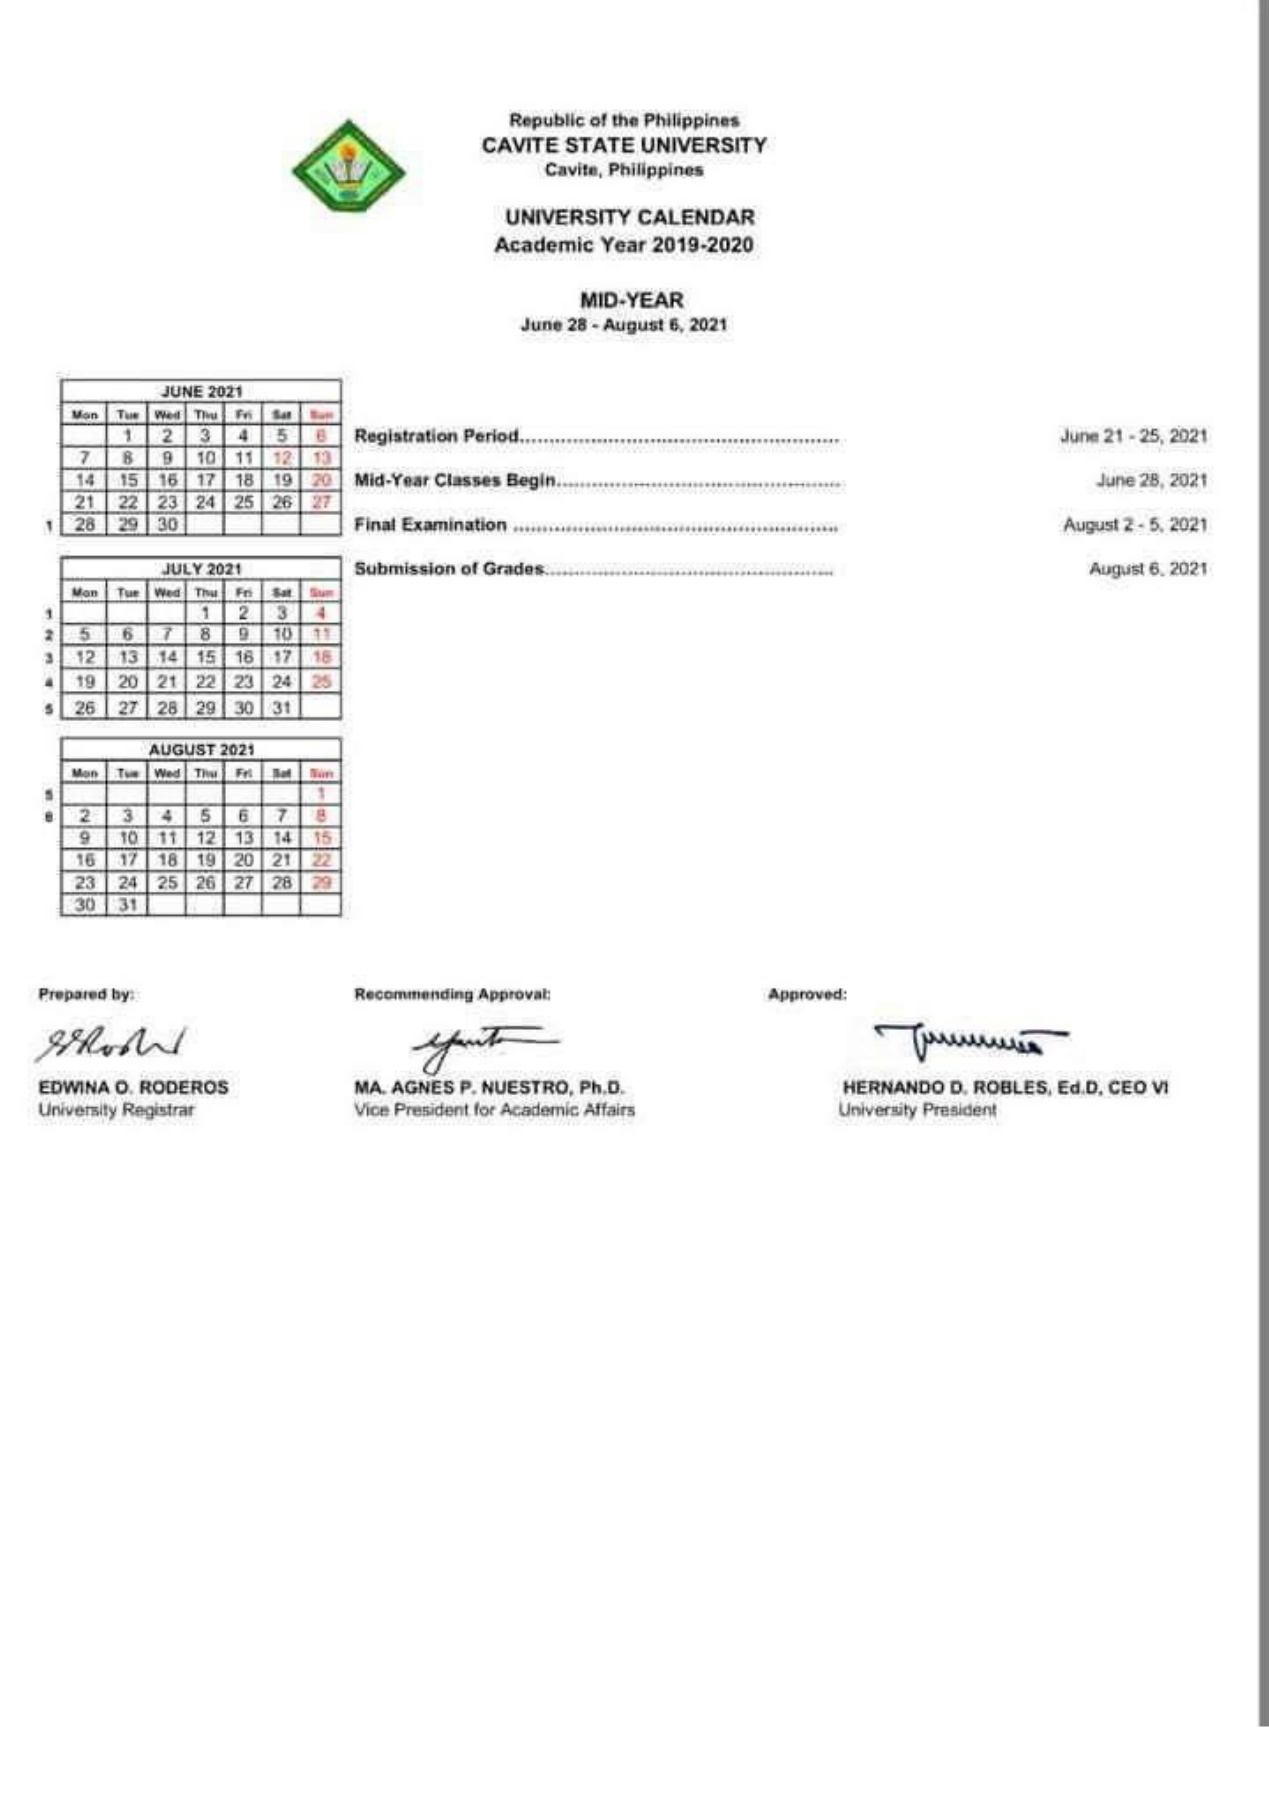 Republic of the Philippines
CAVITE STATE UNIVERSITY
Cavite, Philippines
UNIVERSITY CALENDAR
Academic Year 2019-2020
MID-YEAR
June 28 - August 6, 2021
JUNE 2021
Mon Tue Wed Thu Fri Sat Sun
1 2 3 4 5 6
7 8 9 10 11 12 13
14 15 16 17 18 19 20
21 22 23 24 25 26 27
1 28 29 30
JULY 2021
Mon Tue Wed Thu Fri Sat Sun
1 1 2 3 4
2 5 6 7 8 9 10 11
3 12 13 14 15 16 17 18
4 19 20 21 22 23 24 25
5 26 27 28 29 30 31
AUGUST 2021
Mon Tue Wed Thu Fri Sat Sun
5 1
6 2 3 4 5 6 7 8
9 10 11 12 13 14 15
16 17 18 19 20 21 22
23 24 25 26 27 28 29
30 31
Registration Period........................................................ June 21 - 25, 2021
Mid-Year Classes Begin.................................................. June 28, 2021
Final Examination ......................................................... August 2 - 5, 2021
Submission of Grades................................................... August 6, 2021
Prepared by: Recommending Approval: Approved:
EDWINA O. RODEROS MA. AGNES P. NUESTRO, Ph.D. HERNANDO D. ROBLES, Ed.D, CEO VI
University Registrar Vice President for Academic Affairs University President